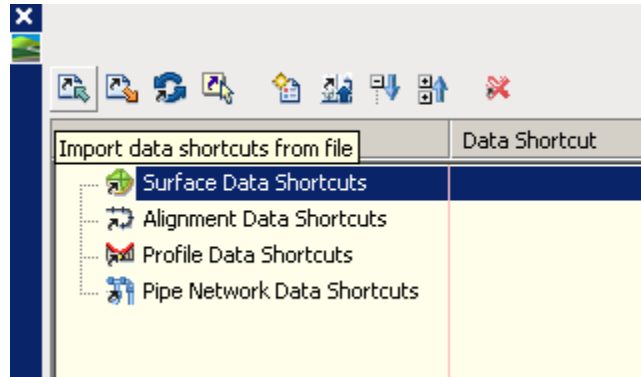 Import data shortcuts from file
Data Shortcut
Surface Data Shortcuts
Alignment Data Shortcuts
Profile Data Shortcuts
Pipe Network Data Shortcuts